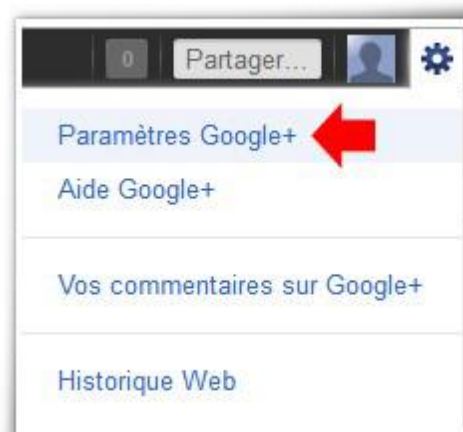 0 Partager...
Paramètres Google+
Aide Google+
Vos commentaires sur Google+
Historique Web